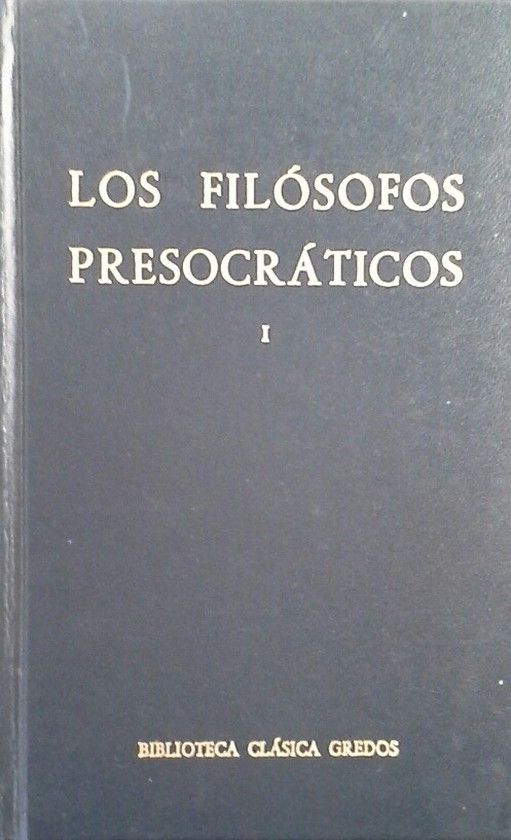 LOS FILÓSOFOS
PRESOCRÁTICOS
I
BIBLIOTECA CLÁSICA GREDOS